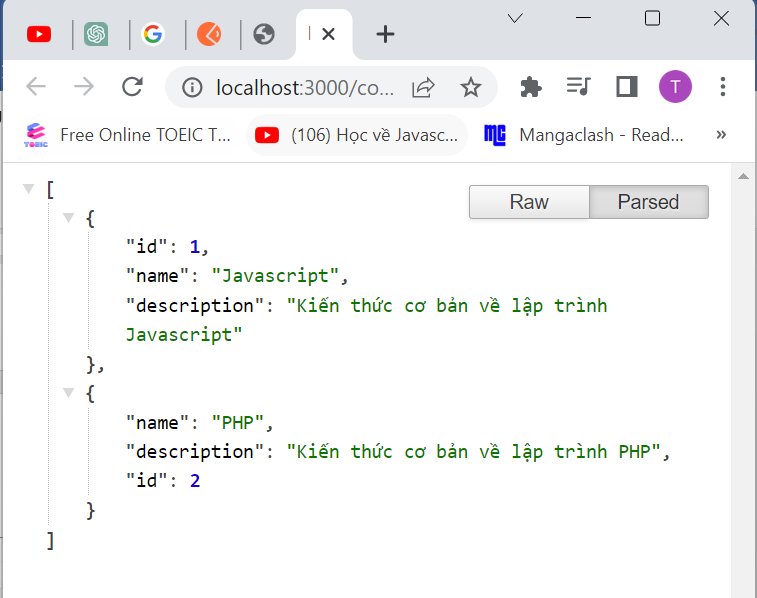 localhost:3000/co...
T
TOEIC
Free Online TOEIC T...
(106) Học về Javasc...
MC
Mangaclash - Read...
»
Raw
Parsed
[
{
"id": 1,
"name": "Javascript",
"description": "Kiến thức cơ bản về lập trình
Javascript"
},
{
"name": "PHP",
"description": "Kiến thức cơ bản về lập trình PHP",
"id": 2
}
]